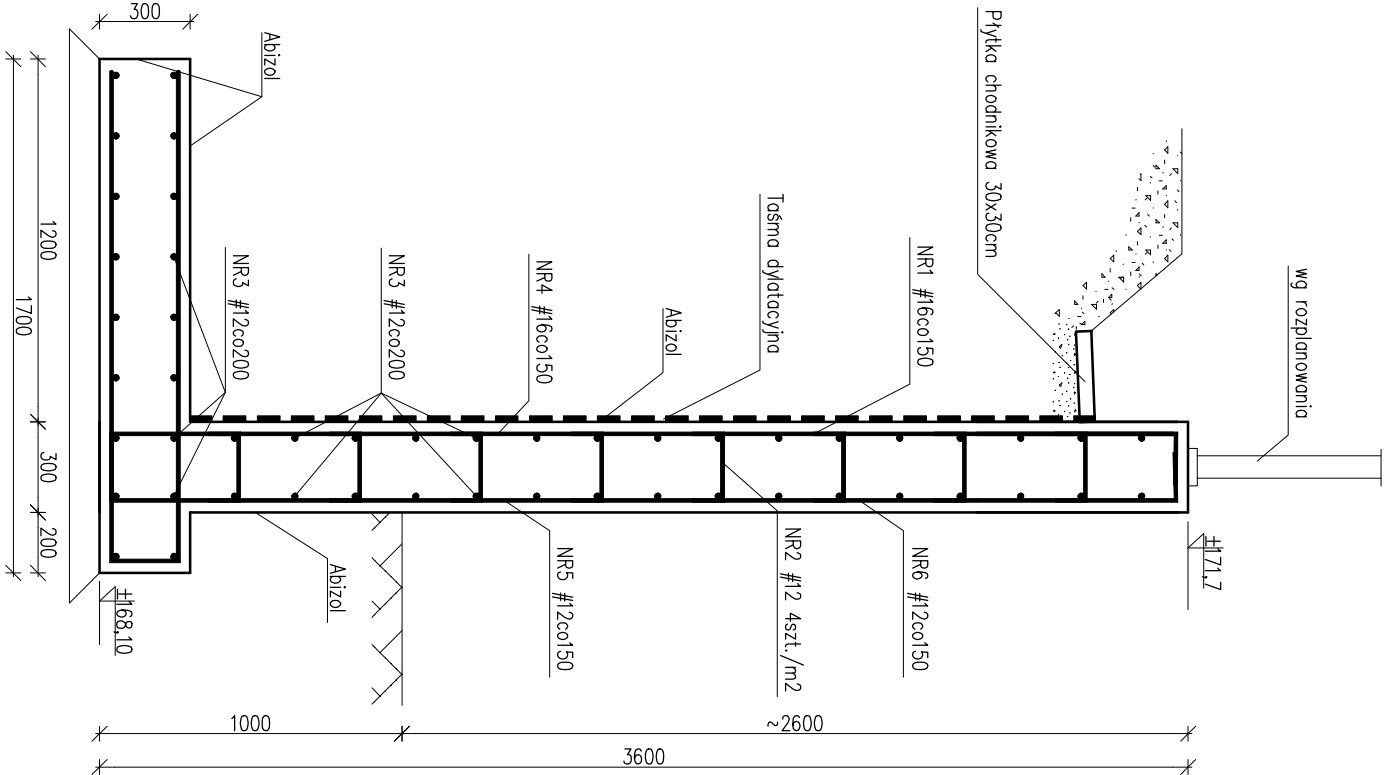 300
Abizol
1200
1700
300
200
±168,10
NR3 #12co200
NR3 #12co200
NR4 #16co150
Abizol
Taśma dylatacyjna
NR1 #16co150
Płytka chodnikowa 30x30cm
wg rozplanowania
Abizol
NR5 #12co150
NR2 #12 4szt./m2
NR6 #12co150
±171,7
1000
~2600
3600